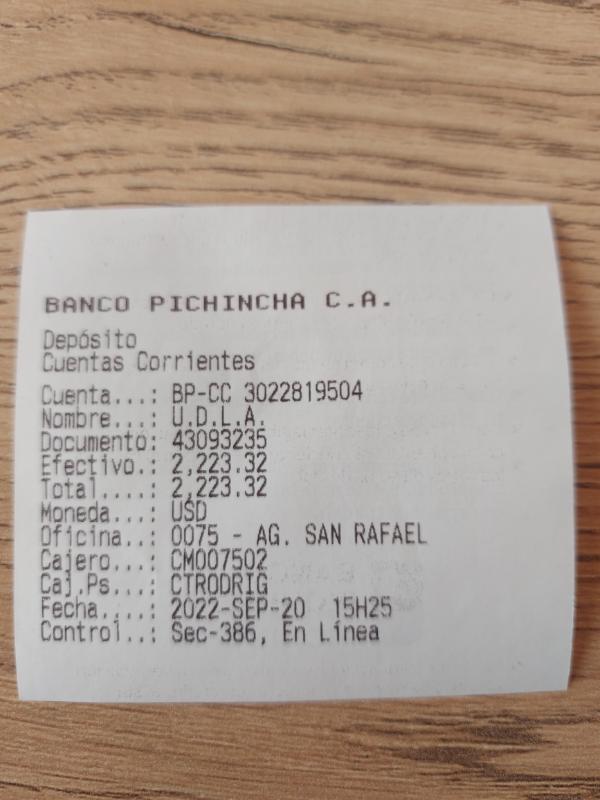 BANCO PICHINCHA C.A.
Depósito
Cuentas Corrientes
Cuenta...: BP-CC 3022819504
Nombre...: U.D.L.A.
Documento: 43093235
Efectivo.: 2,223.32
Total....: 2,223.32
Moneda...: USD
Oficina..: 0075 - AG. SAN RAFAEL
Cajero...: CM007502
Caj.Ps...: CTRODRIG
Fecha....: 2022-SEP-20 15H25
Control..: Sec-386, En Línea